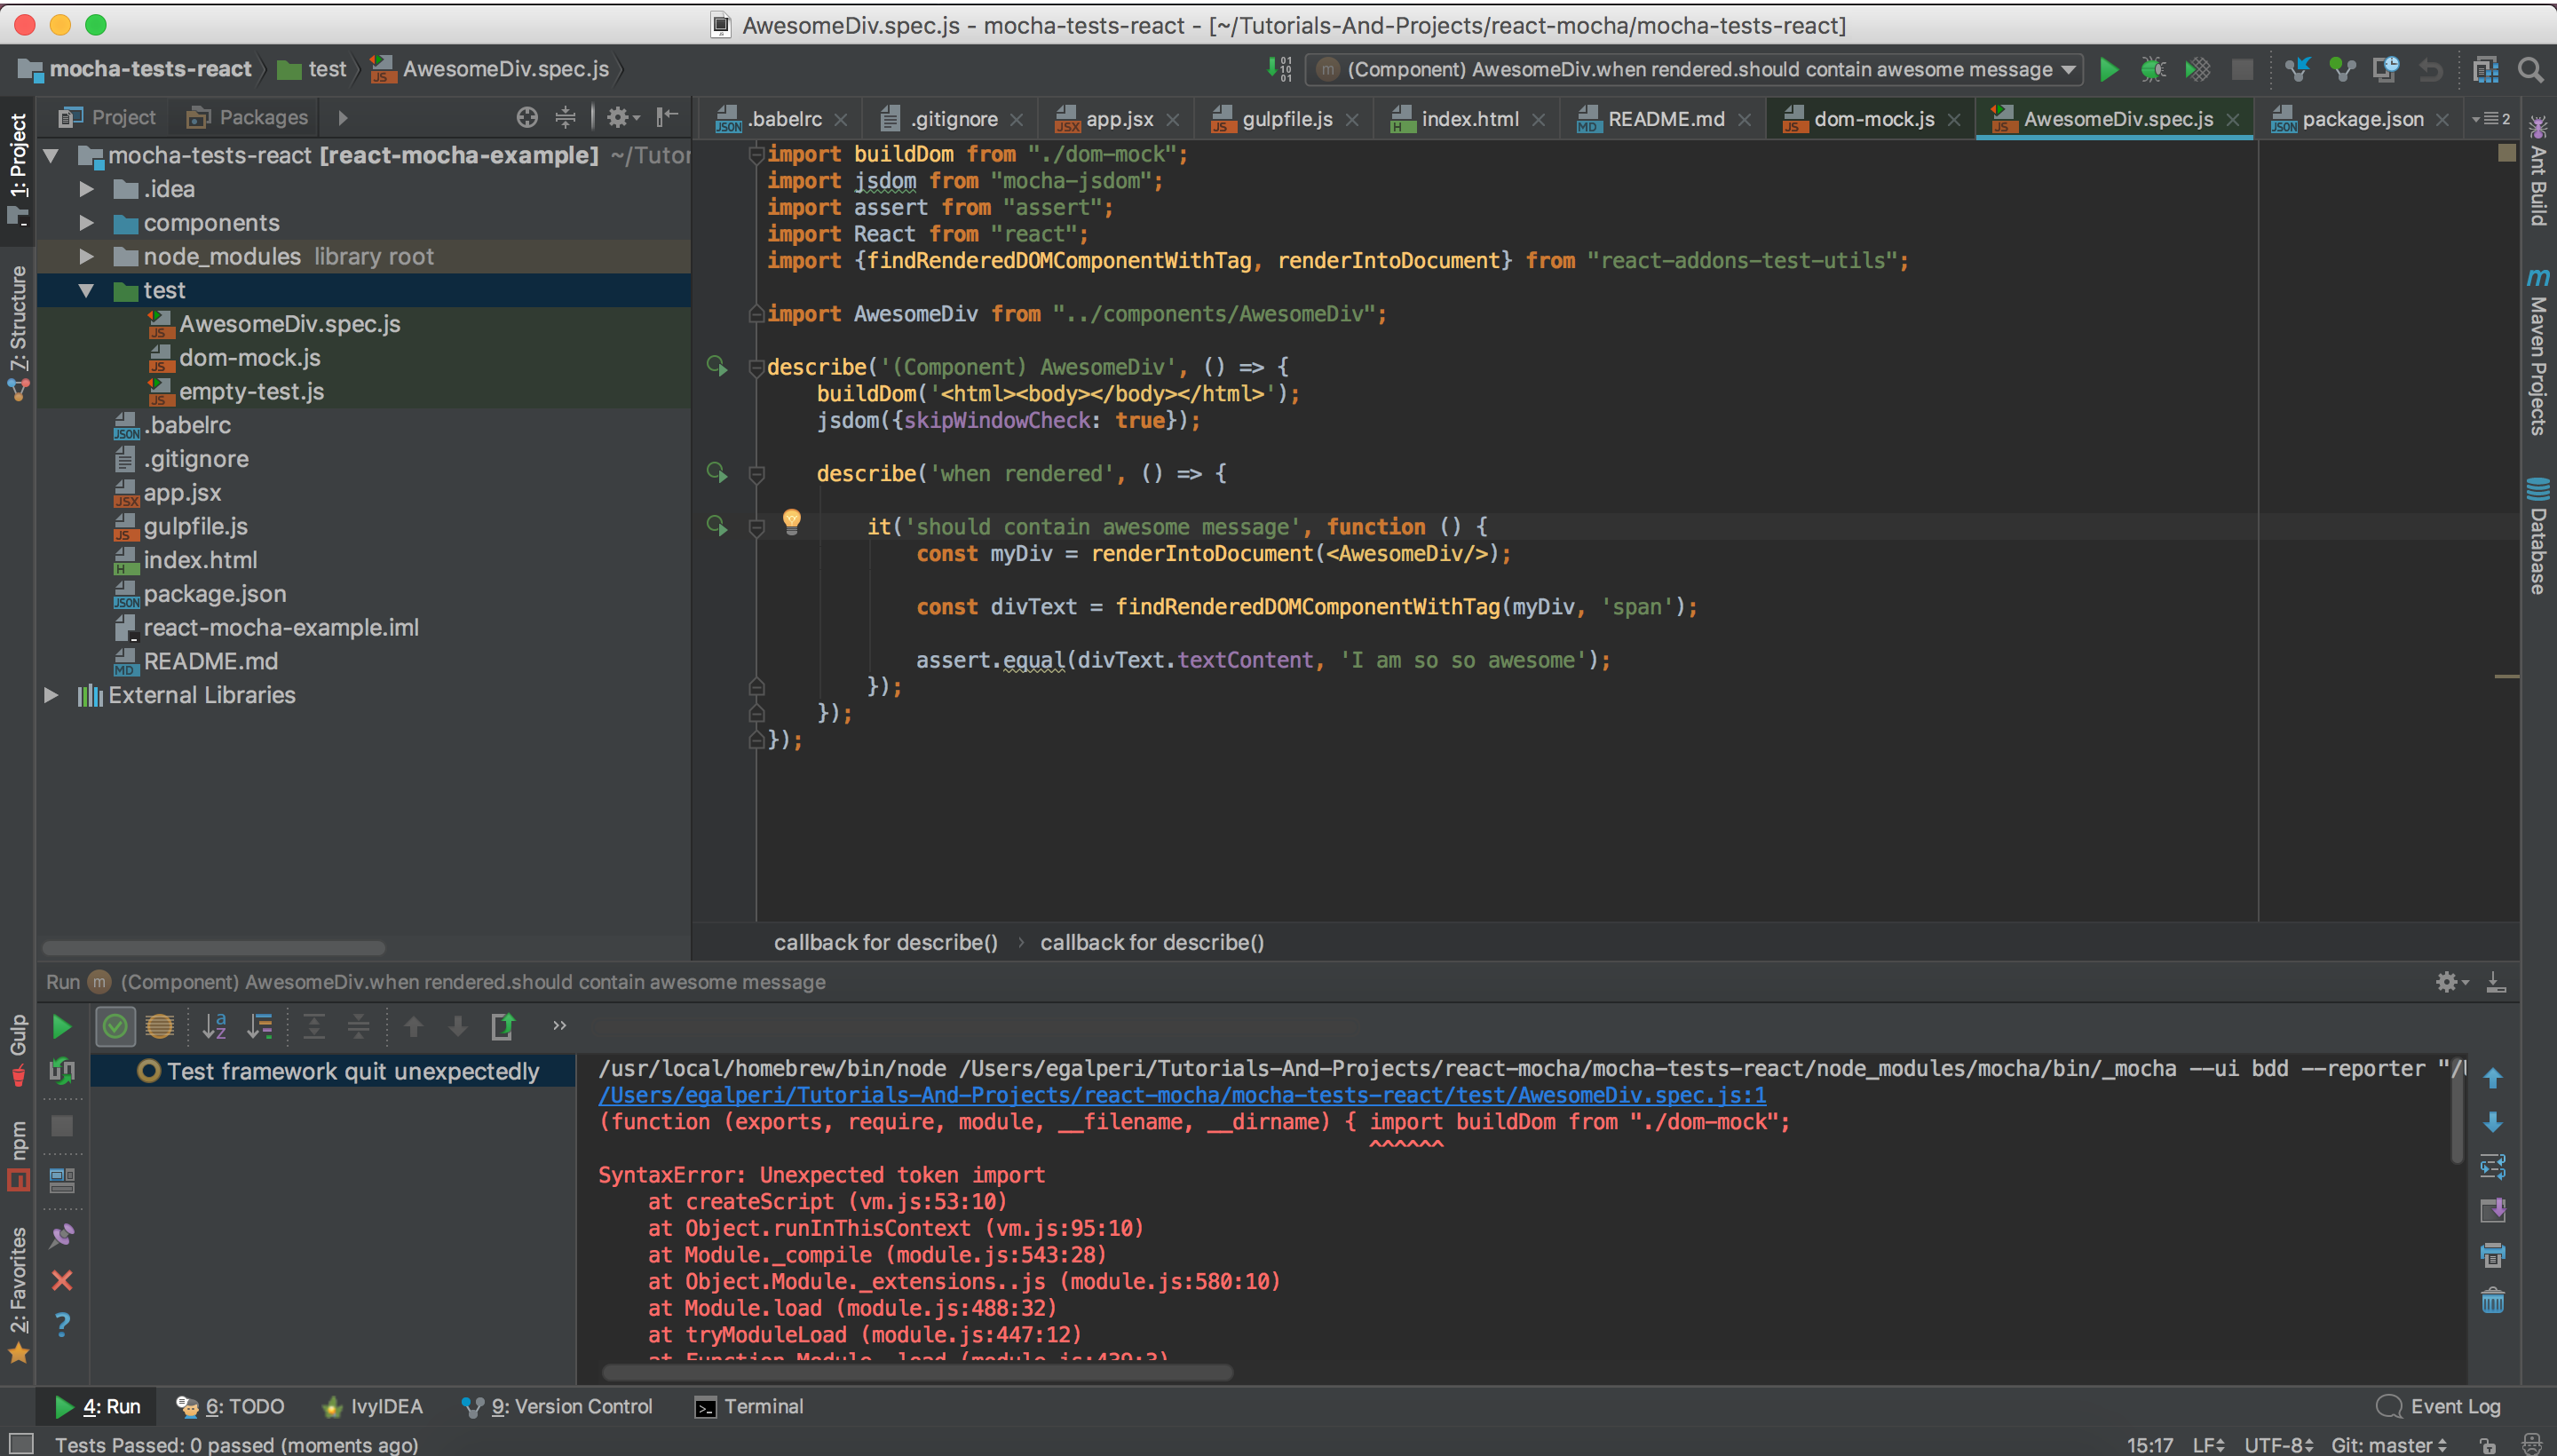 AwesomeDiv.spec.js - mocha-tests-react - [~/Tutorials-And-Projects/react-mocha/mocha-tests-react]
mocha-tests-react test AwesomeDiv.spec.js
(Component) AwesomeDiv.when rendered.should contain awesome message
Project Packages
.babelrc .gitignore app.jsx gulpfile.js index.html README.md dom-mock.js AwesomeDiv.spec.js package.json 2
1: Project
Z: Structure
mocha-tests-react [react-mocha-example] ~/Tutor
.idea
components
node_modules library root
test
AwesomeDiv.spec.js
dom-mock.js
empty-test.js
.babelrc
.gitignore
app.jsx
gulpfile.js
index.html
package.json
react-mocha-example.iml
README.md
External Libraries
import buildDom from "./dom-mock";
import jsdom from "mocha-jsdom";
import assert from "assert";
import React from "react";
import {findRenderedDOMComponentWithTag, renderIntoDocument} from "react-addons-test-utils";
import AwesomeDiv from "../components/AwesomeDiv";
describe('(Component) AwesomeDiv', () => {
buildDom('<html><body></body></html>');
jsdom({skipWindowCheck: true});
describe('when rendered', () => {
it('should contain awesome message', function () {
const myDiv = renderIntoDocument(<AwesomeDiv/>);
const divText = findRenderedDOMComponentWithTag(myDiv, 'span');
assert.equal(divText.textContent, 'I am so so awesome');
});
});
});
callback for describe() callback for describe()
Ant Build
Maven Projects
Database
Run (Component) AwesomeDiv.when rendered.should contain awesome message
Gulp
npm
2: Favorites
Test framework quit unexpectedly
/usr/local/homebrew/bin/node /Users/egalperi/Tutorials-And-Projects/react-mocha/mocha-tests-react/node_modules/mocha/bin/_mocha --ui bdd --reporter "/U
/Users/egalperi/Tutorials-And-Projects/react-mocha/mocha-tests-react/test/AwesomeDiv.spec.js:1
(function (exports, require, module, __filename, __dirname) { import buildDom from "./dom-mock";
^^^^^^
SyntaxError: Unexpected token import
at createScript (vm.js:53:10)
at Object.runInThisContext (vm.js:95:10)
at Module._compile (module.js:543:28)
at Object.Module._extensions..js (module.js:580:10)
at Module.load (module.js:488:32)
at tryModuleLoad (module.js:447:12)
at Function.Module._load (module.js:439:3)
4: Run 6: TODO IvyIDEA 9: Version Control Terminal Event Log
Tests Passed: 0 passed (moments ago) 15:17 LF UTF-8 Git: master